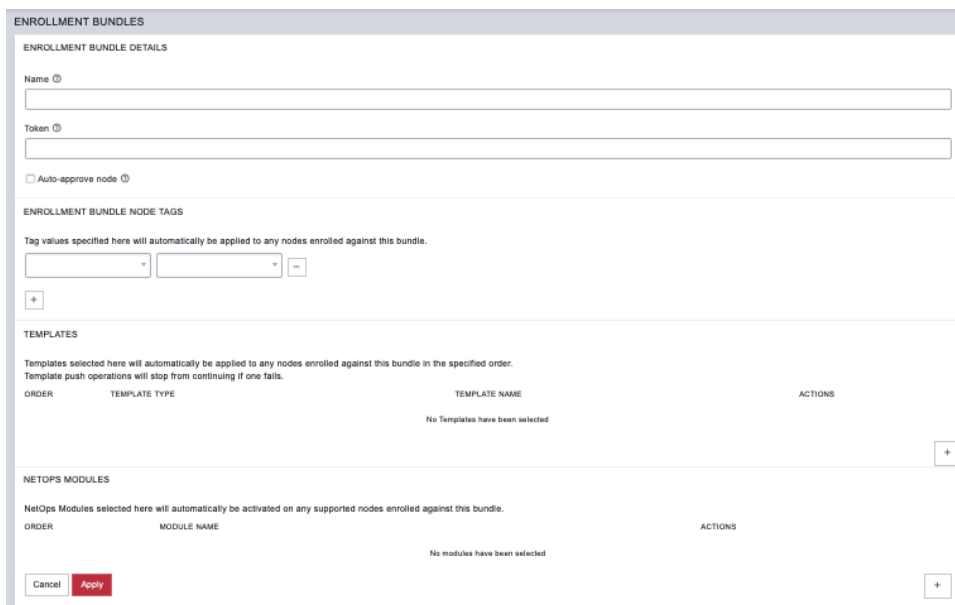 ENROLLMENT BUNDLES
ENROLLMENT BUNDLE DETAILS
Name
Token
Auto-approve node
ENROLLMENT BUNDLE NODE TAGS
Tag values specified here will automatically be applied to any nodes enrolled against this bundle.
TEMPLATES
Templates selected here will automatically be applied to any nodes enrolled against this bundle in the specified order.
Template push operations will stop from continuing if one fails.
ORDER TEMPLATE TYPE TEMPLATE NAME ACTIONS
No Templates have been selected
NETOPS MODULES
NetOps Modules selected here will automatically be activated on any supported nodes enrolled against this bundle.
ORDER MODULE NAME ACTIONS
No modules have been selected
Cancel Apply